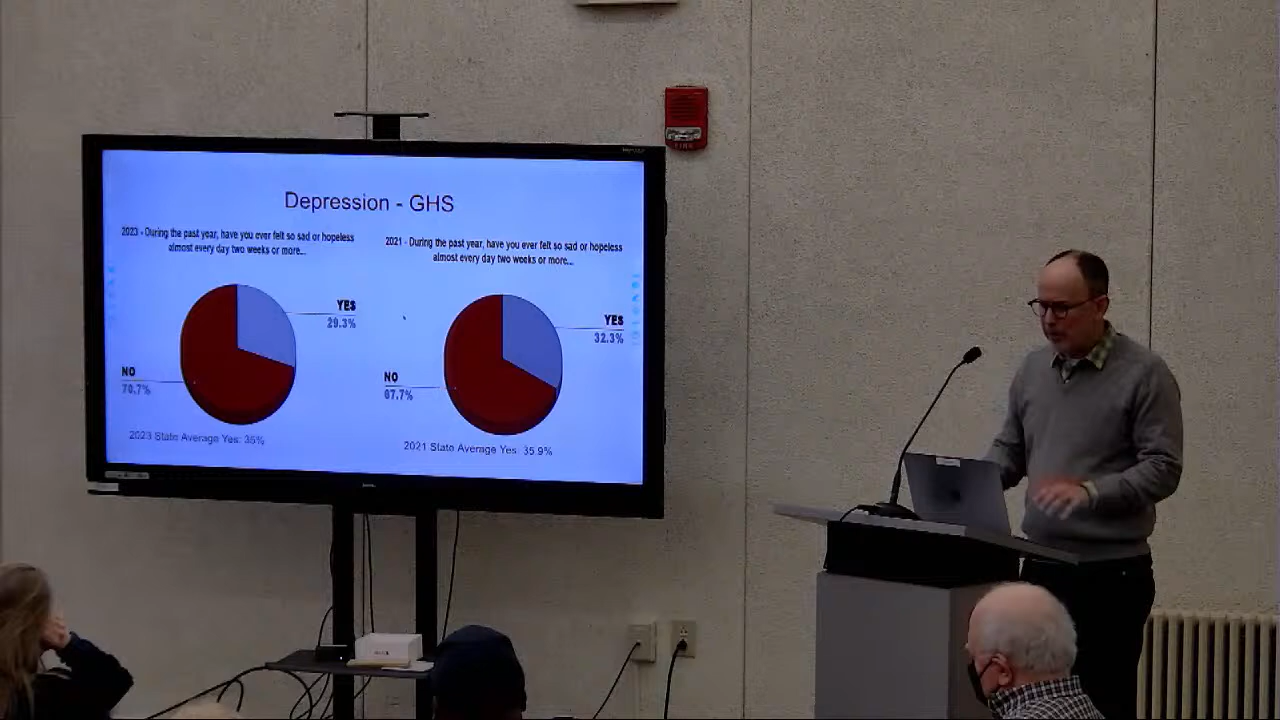 Depression - GHS
2023 - During the past year, have you ever felt so sad or hopeless
almost every day two weeks or more...
YES
29.3%
NO
70.7%
2023 State Average Yes: 35%
2021 - During the past year, have you ever felt so sad or hopeless
almost every day two weeks or more...
YES
32.3%
NO
67.7%
2021 State Average Yes 35.9%
FIRE